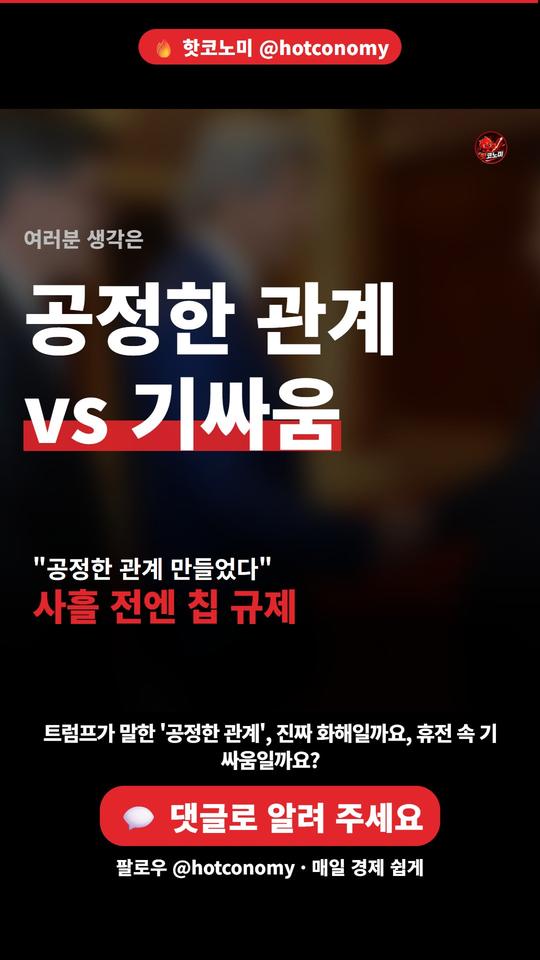 🔥 핫코노미 @hotconomy
핫코노미
여러분 생각은
공정한 관계
vs 기싸움
"공정한 관계 만들었다"
사흘 전엔 칩 규제
트럼프가 말한 '공정한 관계', 진짜 화해일까요, 휴전 속 기
싸움일까요?
💬 댓글로 알려 주세요
팔로우 @hotconomy · 매일 경제 쉽게